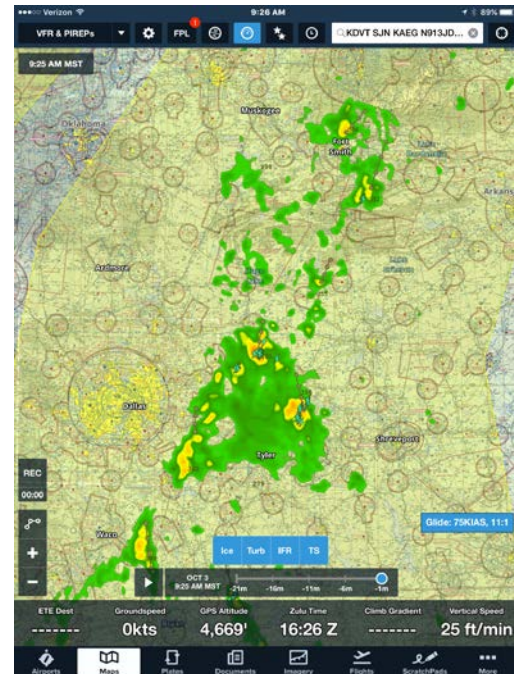 Verizon 9:26 AM 89%
VFR & PIREPs FPL 1 KDVT SJN KAEG N913JD...
9:25 AM MST
Muskogee
Oklahoma
Fort
Smith
Arkans
Ardmore
Dallas
Shreveport
Tyler
REC
00:00
Waco
Glide: 75KIAS, 11:1
Ice Turb IFR TS
OCT 3
9:25 AM MST -21m -16m -11m -6m -1m
ETE Dest Groundspeed GPS Altitude Zulu Time Climb Gradient Vertical Speed
------- 0kts 4,669' 16:26 Z ------- 25 ft/min
Airports Maps Plates Documents Imagery Flights ScratchPads More